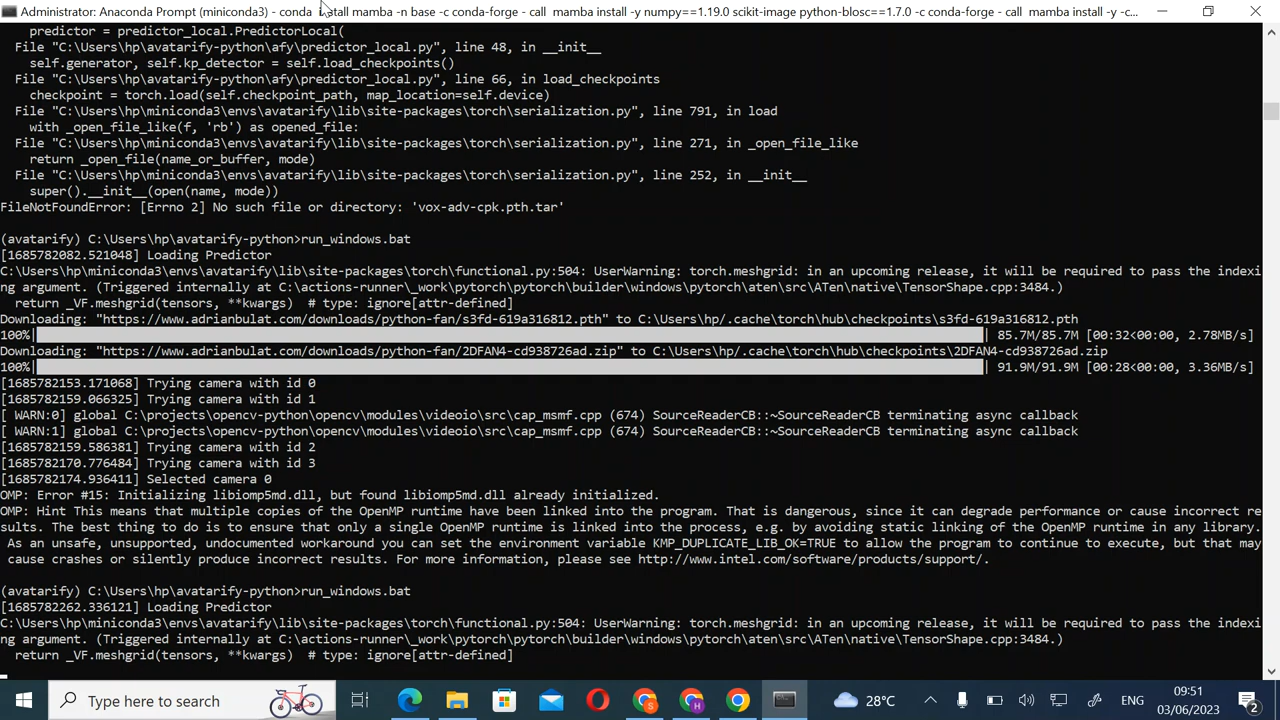 Administrator: Anaconda Prompt (miniconda3) - conda install mamba -n base -c conda-forge - call mamba install -y numpy==1.19.0 scikit-image python-blosc==1.7.0 -c conda-forge - call mamba install -y -c...
predictor = predictor_local.PredictorLocal(
File "C:\Users\hp\avatarify-python\afy\predictor_local.py", line 48, in __init__
self.generator, self.kp_detector = self.load_checkpoints()
File "C:\Users\hp\avatarify-python\afy\predictor_local.py", line 66, in load_checkpoints
checkpoint = torch.load(self.checkpoint_path, map_location=self.device)
File "C:\Users\hp\miniconda3\envs\avatarify\lib\site-packages\torch\serialization.py", line 791, in load
with _open_file_like(f, 'rb') as opened_file:
File "C:\Users\hp\miniconda3\envs\avatarify\lib\site-packages\torch\serialization.py", line 271, in _open_file_like
return _open_file(name_or_buffer, mode)
File "C:\Users\hp\miniconda3\envs\avatarify\lib\site-packages\torch\serialization.py", line 252, in __init__
super().__init__(open(name, mode))
FileNotFoundError: [Errno 2] No such file or directory: 'vox-adv-cpk.pth.tar'
(avatarify) C:\Users\hp\avatarify-python>run_windows.bat
[1685782082.521048] Loading Predictor
C:\Users\hp\miniconda3\envs\avatarify\lib\site-packages\torch\functional.py:504: UserWarning: torch.meshgrid: in an upcoming release, it will be required to pass the indexi
ng argument. (Triggered internally at C:\actions-runner\_work\pytorch\pytorch\builder\windows\pytorch\aten\src\ATen\native\TensorShape.cpp:3484.)
return _VF.meshgrid(tensors, **kwargs)  # type: ignore[attr-defined]
Downloading: "https://www.adrianbulat.com/downloads/python-fan/s3fd-619a316812.pth" to C:\Users\hp/.cache\torch\hub\checkpoints\s3fd-619a316812.pth
100%| | 85.7M/85.7M [00:32<00:00, 2.78MB/s]
Downloading: "https://www.adrianbulat.com/downloads/python-fan/2DFAN4-cd938726ad.zip" to C:\Users\hp/.cache\torch\hub\checkpoints\2DFAN4-cd938726ad.zip
100%| | 91.9M/91.9M [00:28<00:00, 3.36MB/s]
[1685782153.171068] Trying camera with id 0
[1685782159.066325] Trying camera with id 1
[ WARN:0] global C:\projects\opencv-python\opencv\modules\videoio\src\cap_msmf.cpp (674) SourceReaderCB::~SourceReaderCB terminating async callback
[ WARN:1] global C:\projects\opencv-python\opencv\modules\videoio\src\cap_msmf.cpp (674) SourceReaderCB::~SourceReaderCB terminating async callback
[1685782159.586381] Trying camera with id 2
[1685782170.776484] Trying camera with id 3
[1685782174.936411] Selected camera 0
OMP: Error #15: Initializing libiomp5md.dll, but found libiomp5md.dll already initialized.
OMP: Hint This means that multiple copies of the OpenMP runtime have been linked into the program. That is dangerous, since it can degrade performance or cause incorrect re
sults. The best thing to do is to ensure that only a single OpenMP runtime is linked into the process, e.g. by avoiding static linking of the OpenMP runtime in any library.
As an unsafe, unsupported, undocumented workaround you can set the environment variable KMP_DUPLICATE_LIB_OK=TRUE to allow the program to continue to execute, but that may
cause crashes or silently produce incorrect results. For more information, please see http://www.intel.com/software/products/support/.
(avatarify) C:\Users\hp\avatarify-python>run_windows.bat
[1685782262.336121] Loading Predictor
C:\Users\hp\miniconda3\envs\avatarify\lib\site-packages\torch\functional.py:504: UserWarning: torch.meshgrid: in an upcoming release, it will be required to pass the indexi
ng argument. (Triggered internally at C:\actions-runner\_work\pytorch\pytorch\builder\windows\pytorch\aten\src\ATen\native\TensorShape.cpp:3484.)
return _VF.meshgrid(tensors, **kwargs)  # type: ignore[attr-defined]
Type here to search
28°C
ENG
09:51
03/06/2023
2
S
H